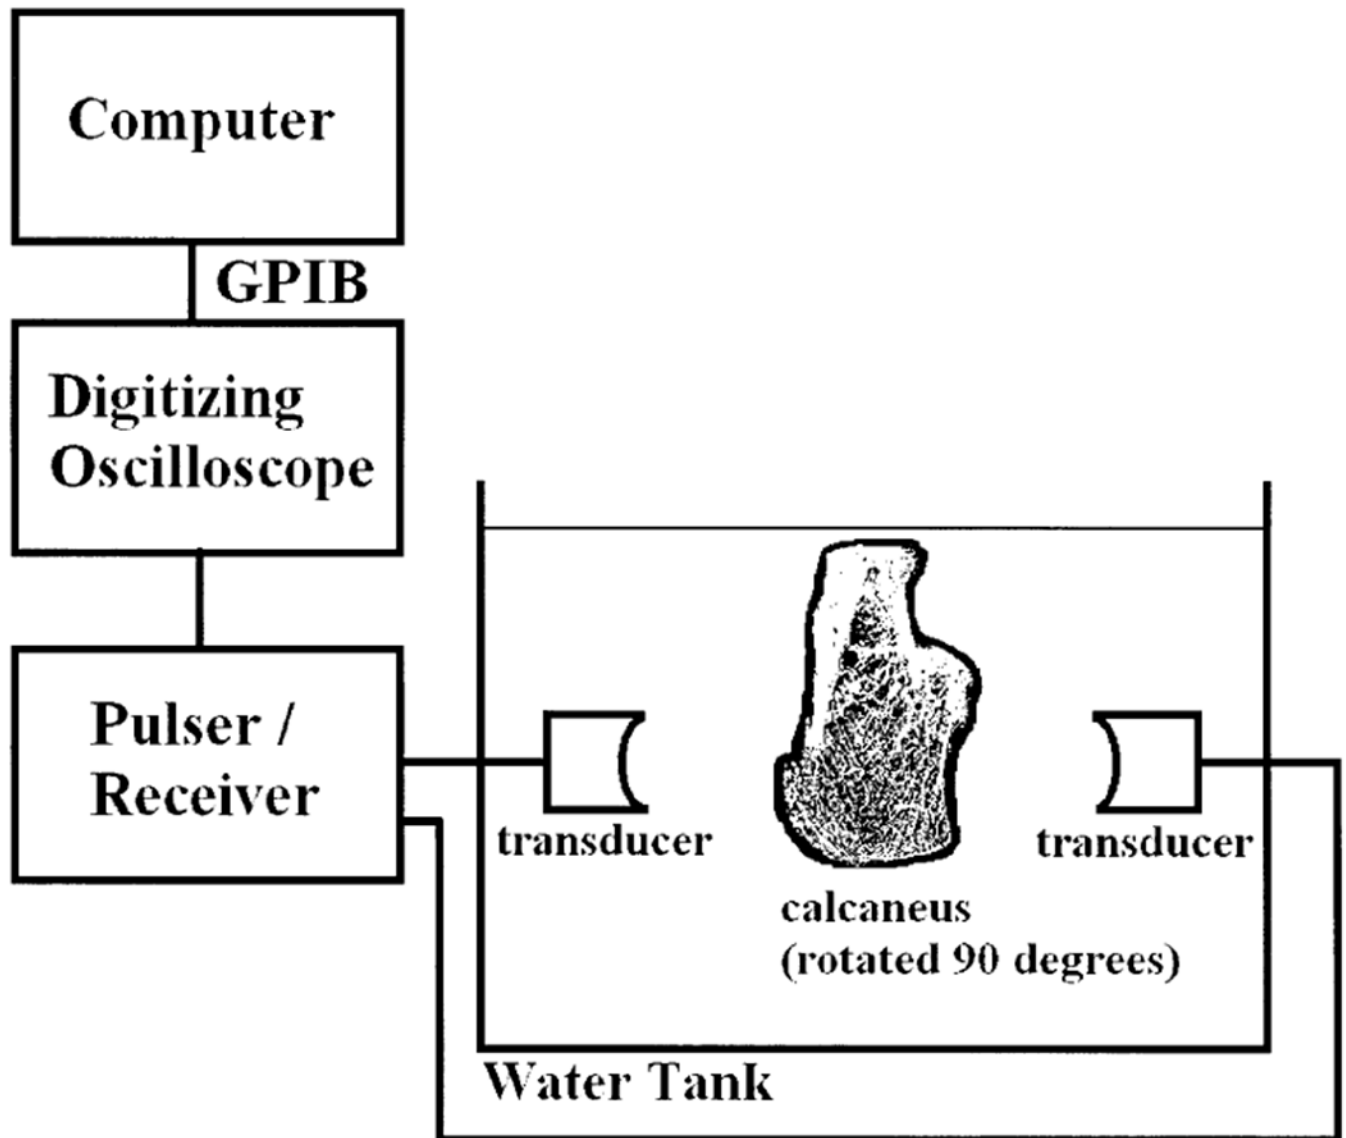 Computer
GPIB
Digitizing
Oscilloscope
Pulser /
Receiver
transducer
transducer
calcaneus
(rotated 90 degrees)
Water Tank